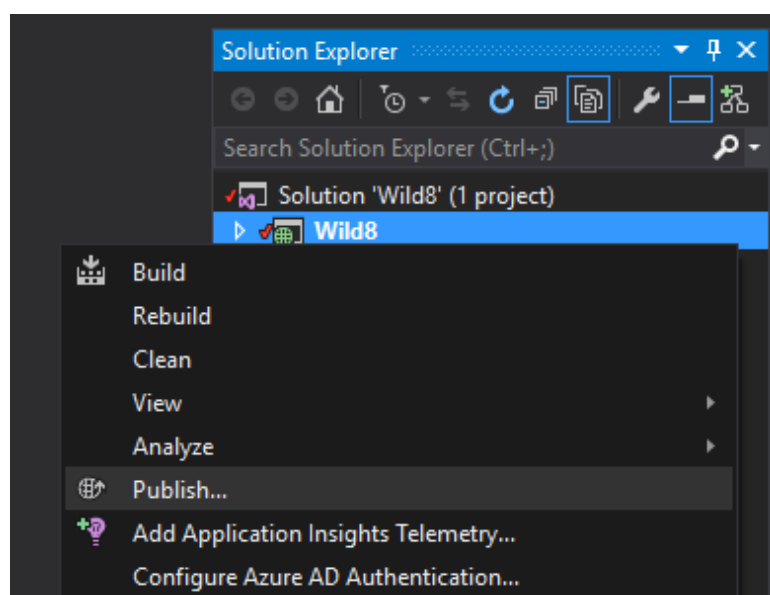 Solution Explorer
Search Solution Explorer (Ctrl+;)
Solution 'Wild8' (1 project)
Wild8
Build
Rebuild
Clean
View
Analyze
Publish...
Add Application Insights Telemetry...
Configure Azure AD Authentication...